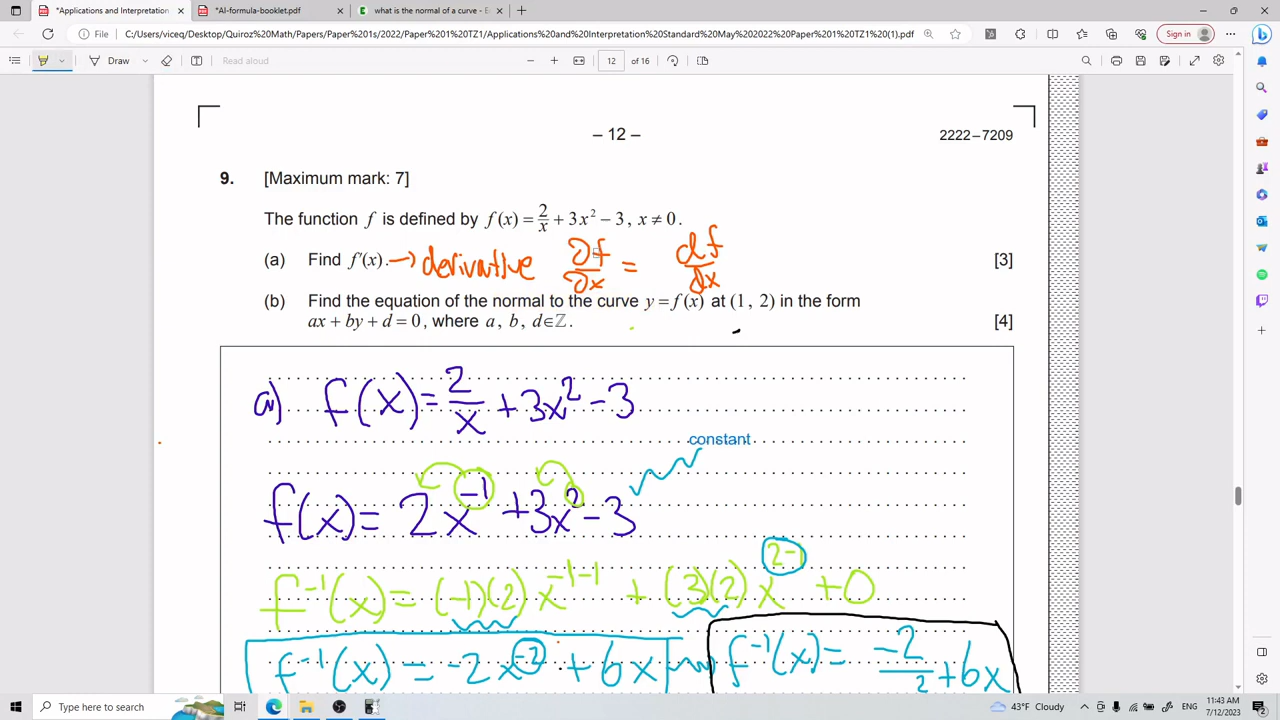 *Applications and Interpretation
*AI-formula-booklet.pdf
what is the normal of a curve - B
File
C:/Users/viceq/Desktop/Quiroz%20Math/Papers/Paper%201s/2022/Paper%201%20TZ1/Applications%20and%20Interpretation%20Standard%20May%202022%20Paper%201%20TZ1%20(1).pdf
Sign in
Draw
Read aloud
12 of 16
– 12 –
2222–7209
9. [Maximum mark: 7]
The function f is defined by f(x) = 2/x + 3x² − 3, x ≠ 0.
(a) Find f′(x). → derivative ∂f/∂x = df/dx [3]
(b) Find the equation of the normal to the curve y = f(x) at (1, 2) in the form
ax + by + d = 0, where a, b, d ∈ ℤ. [4]
a) f(x) = 2/x + 3x² − 3
constant
f(x) = 2x⁻¹ + 3x² − 3
f⁻¹(x) = (-1)(2)x⁻¹⁻¹ + (3)(2)x²⁻¹ + 0
f⁻¹(x) = -2x⁻² + 6x
f⁻¹(x) = -2/ ² + 6x
Type here to search
43°F Cloudy
11:43 AM
7/12/2023